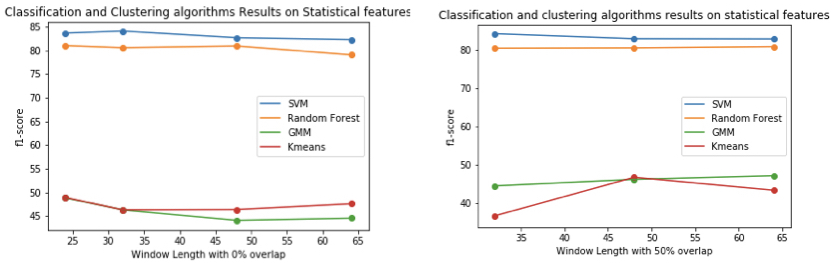 Classification and Clustering algorithms Results on Statistical features
85
80
75
70
65
60
55
50
45
f1-score
SVM
Random Forest
GMM
Kmeans
25 30 35 40 45 50 55 60 65
Window Length with 0% overlap
Classification and clustering algorithms results on statistical features
80
70
60
50
40
f1-score
SVM
Random Forest
GMM
Kmeans
35 40 45 50 55 60 65
Window Length with 50% overlap